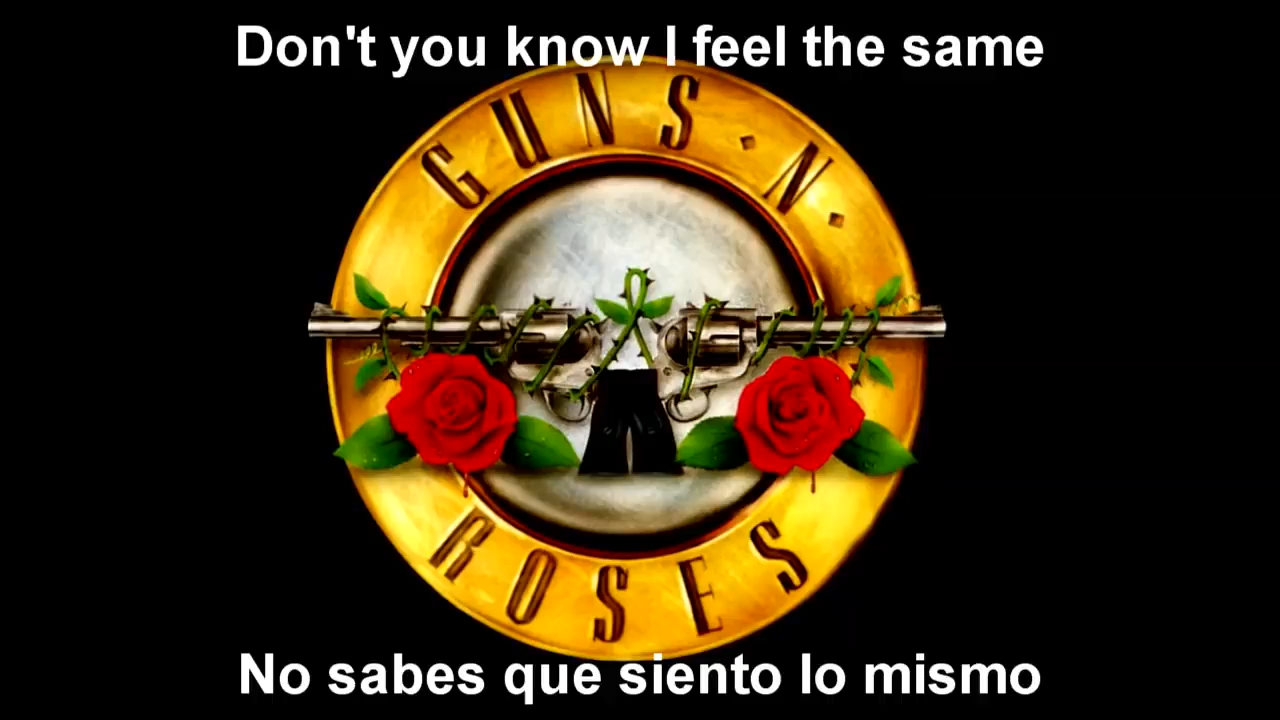 Don't you know I feel the same
GUNS · N ·
ROSES
No sabes que siento lo mismo